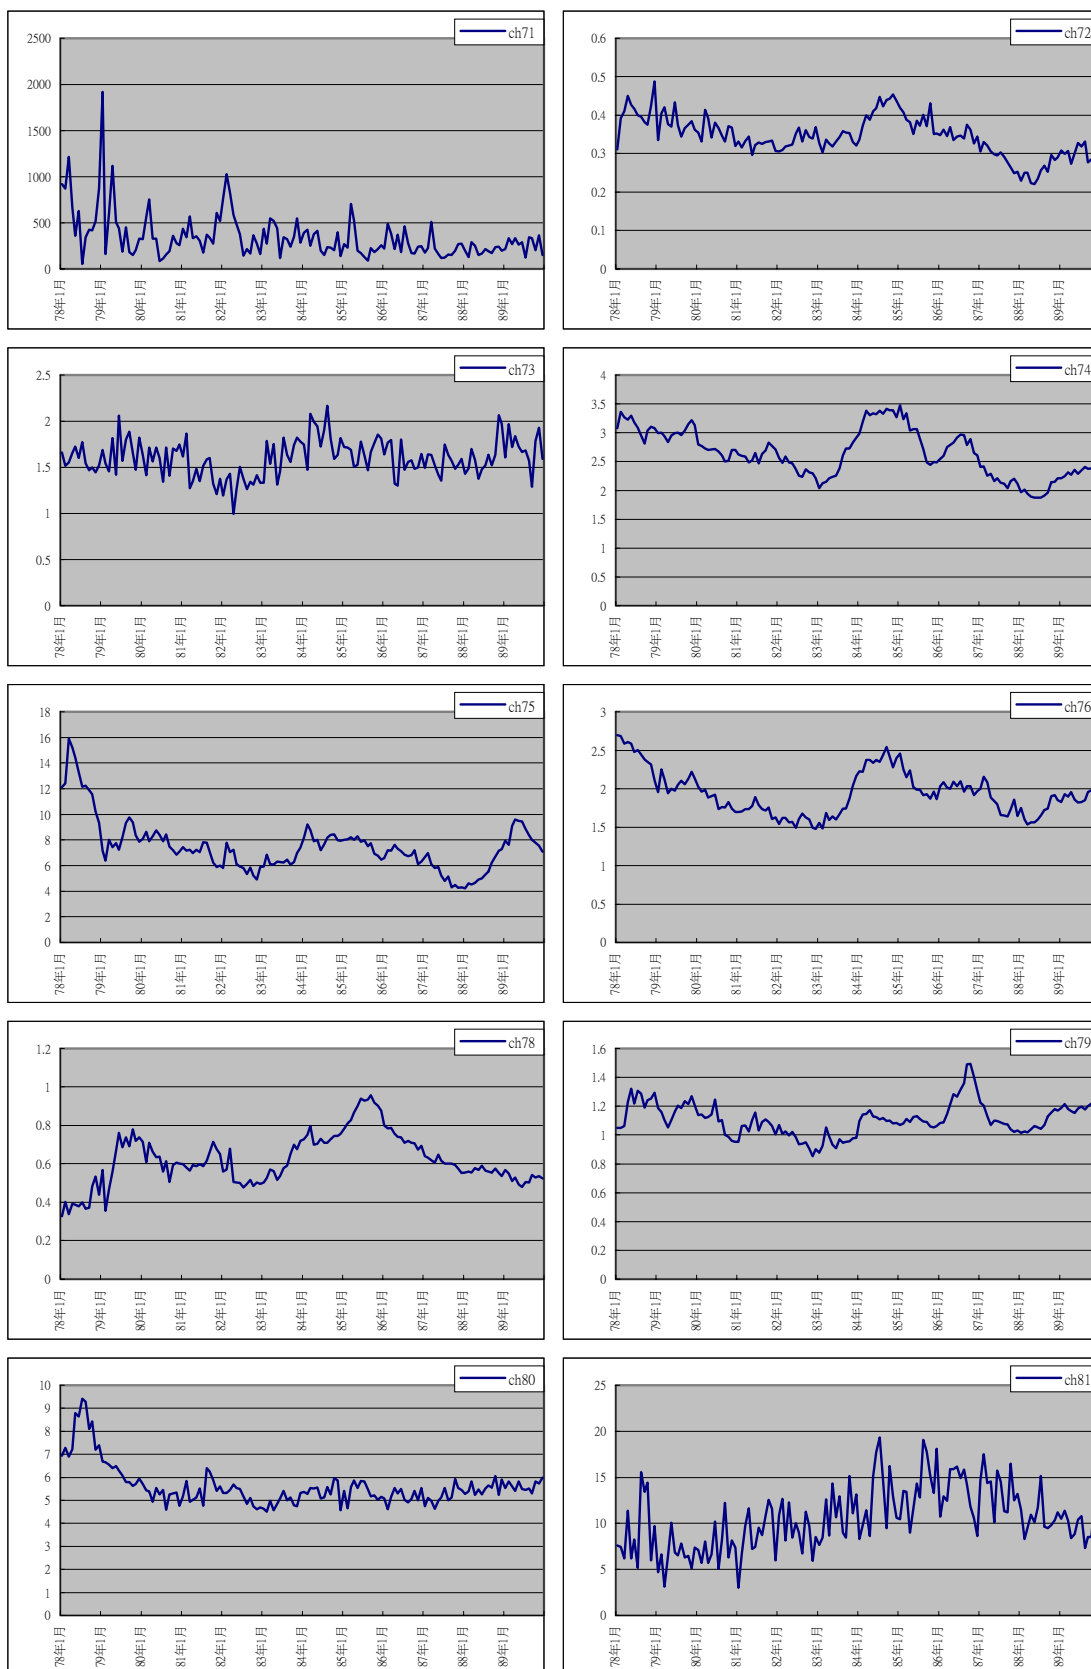 ch71
2500
2000
1500
1000
500
0
78年1月
79年1月
80年1月
81年1月
82年1月
83年1月
84年1月
85年1月
86年1月
87年1月
88年1月
89年1月
ch72
0.6
0.5
0.4
0.3
0.2
0.1
0
78年1月
79年1月
80年1月
81年1月
82年1月
83年1月
84年1月
85年1月
86年1月
87年1月
88年1月
89年1月
ch73
2.5
2
1.5
1
0.5
0
78年1月
79年1月
80年1月
81年1月
82年1月
83年1月
84年1月
85年1月
86年1月
87年1月
88年1月
89年1月
ch74
4
3.5
3
2.5
2
1.5
1
0.5
0
78年1月
79年1月
80年1月
81年1月
82年1月
83年1月
84年1月
85年1月
86年1月
87年1月
88年1月
89年1月
ch75
18
16
14
12
10
8
6
4
2
0
78年1月
79年1月
80年1月
81年1月
82年1月
83年1月
84年1月
85年1月
86年1月
87年1月
88年1月
89年1月
ch76
3
2.5
2
1.5
1
0.5
0
78年1月
79年1月
80年1月
81年1月
82年1月
83年1月
84年1月
85年1月
86年1月
87年1月
88年1月
89年1月
ch78
1.2
1
0.8
0.6
0.4
0.2
0
78年1月
79年1月
80年1月
81年1月
82年1月
83年1月
84年1月
85年1月
86年1月
87年1月
88年1月
89年1月
ch79
1.6
1.4
1.2
1
0.8
0.6
0.4
0.2
0
78年1月
79年1月
80年1月
81年1月
82年1月
83年1月
84年1月
85年1月
86年1月
87年1月
88年1月
89年1月
ch80
10
9
8
7
6
5
4
3
2
1
0
78年1月
79年1月
80年1月
81年1月
82年1月
83年1月
84年1月
85年1月
86年1月
87年1月
88年1月
89年1月
ch81
25
20
15
10
5
0
78年1月
79年1月
80年1月
81年1月
82年1月
83年1月
84年1月
85年1月
86年1月
87年1月
88年1月
89年1月